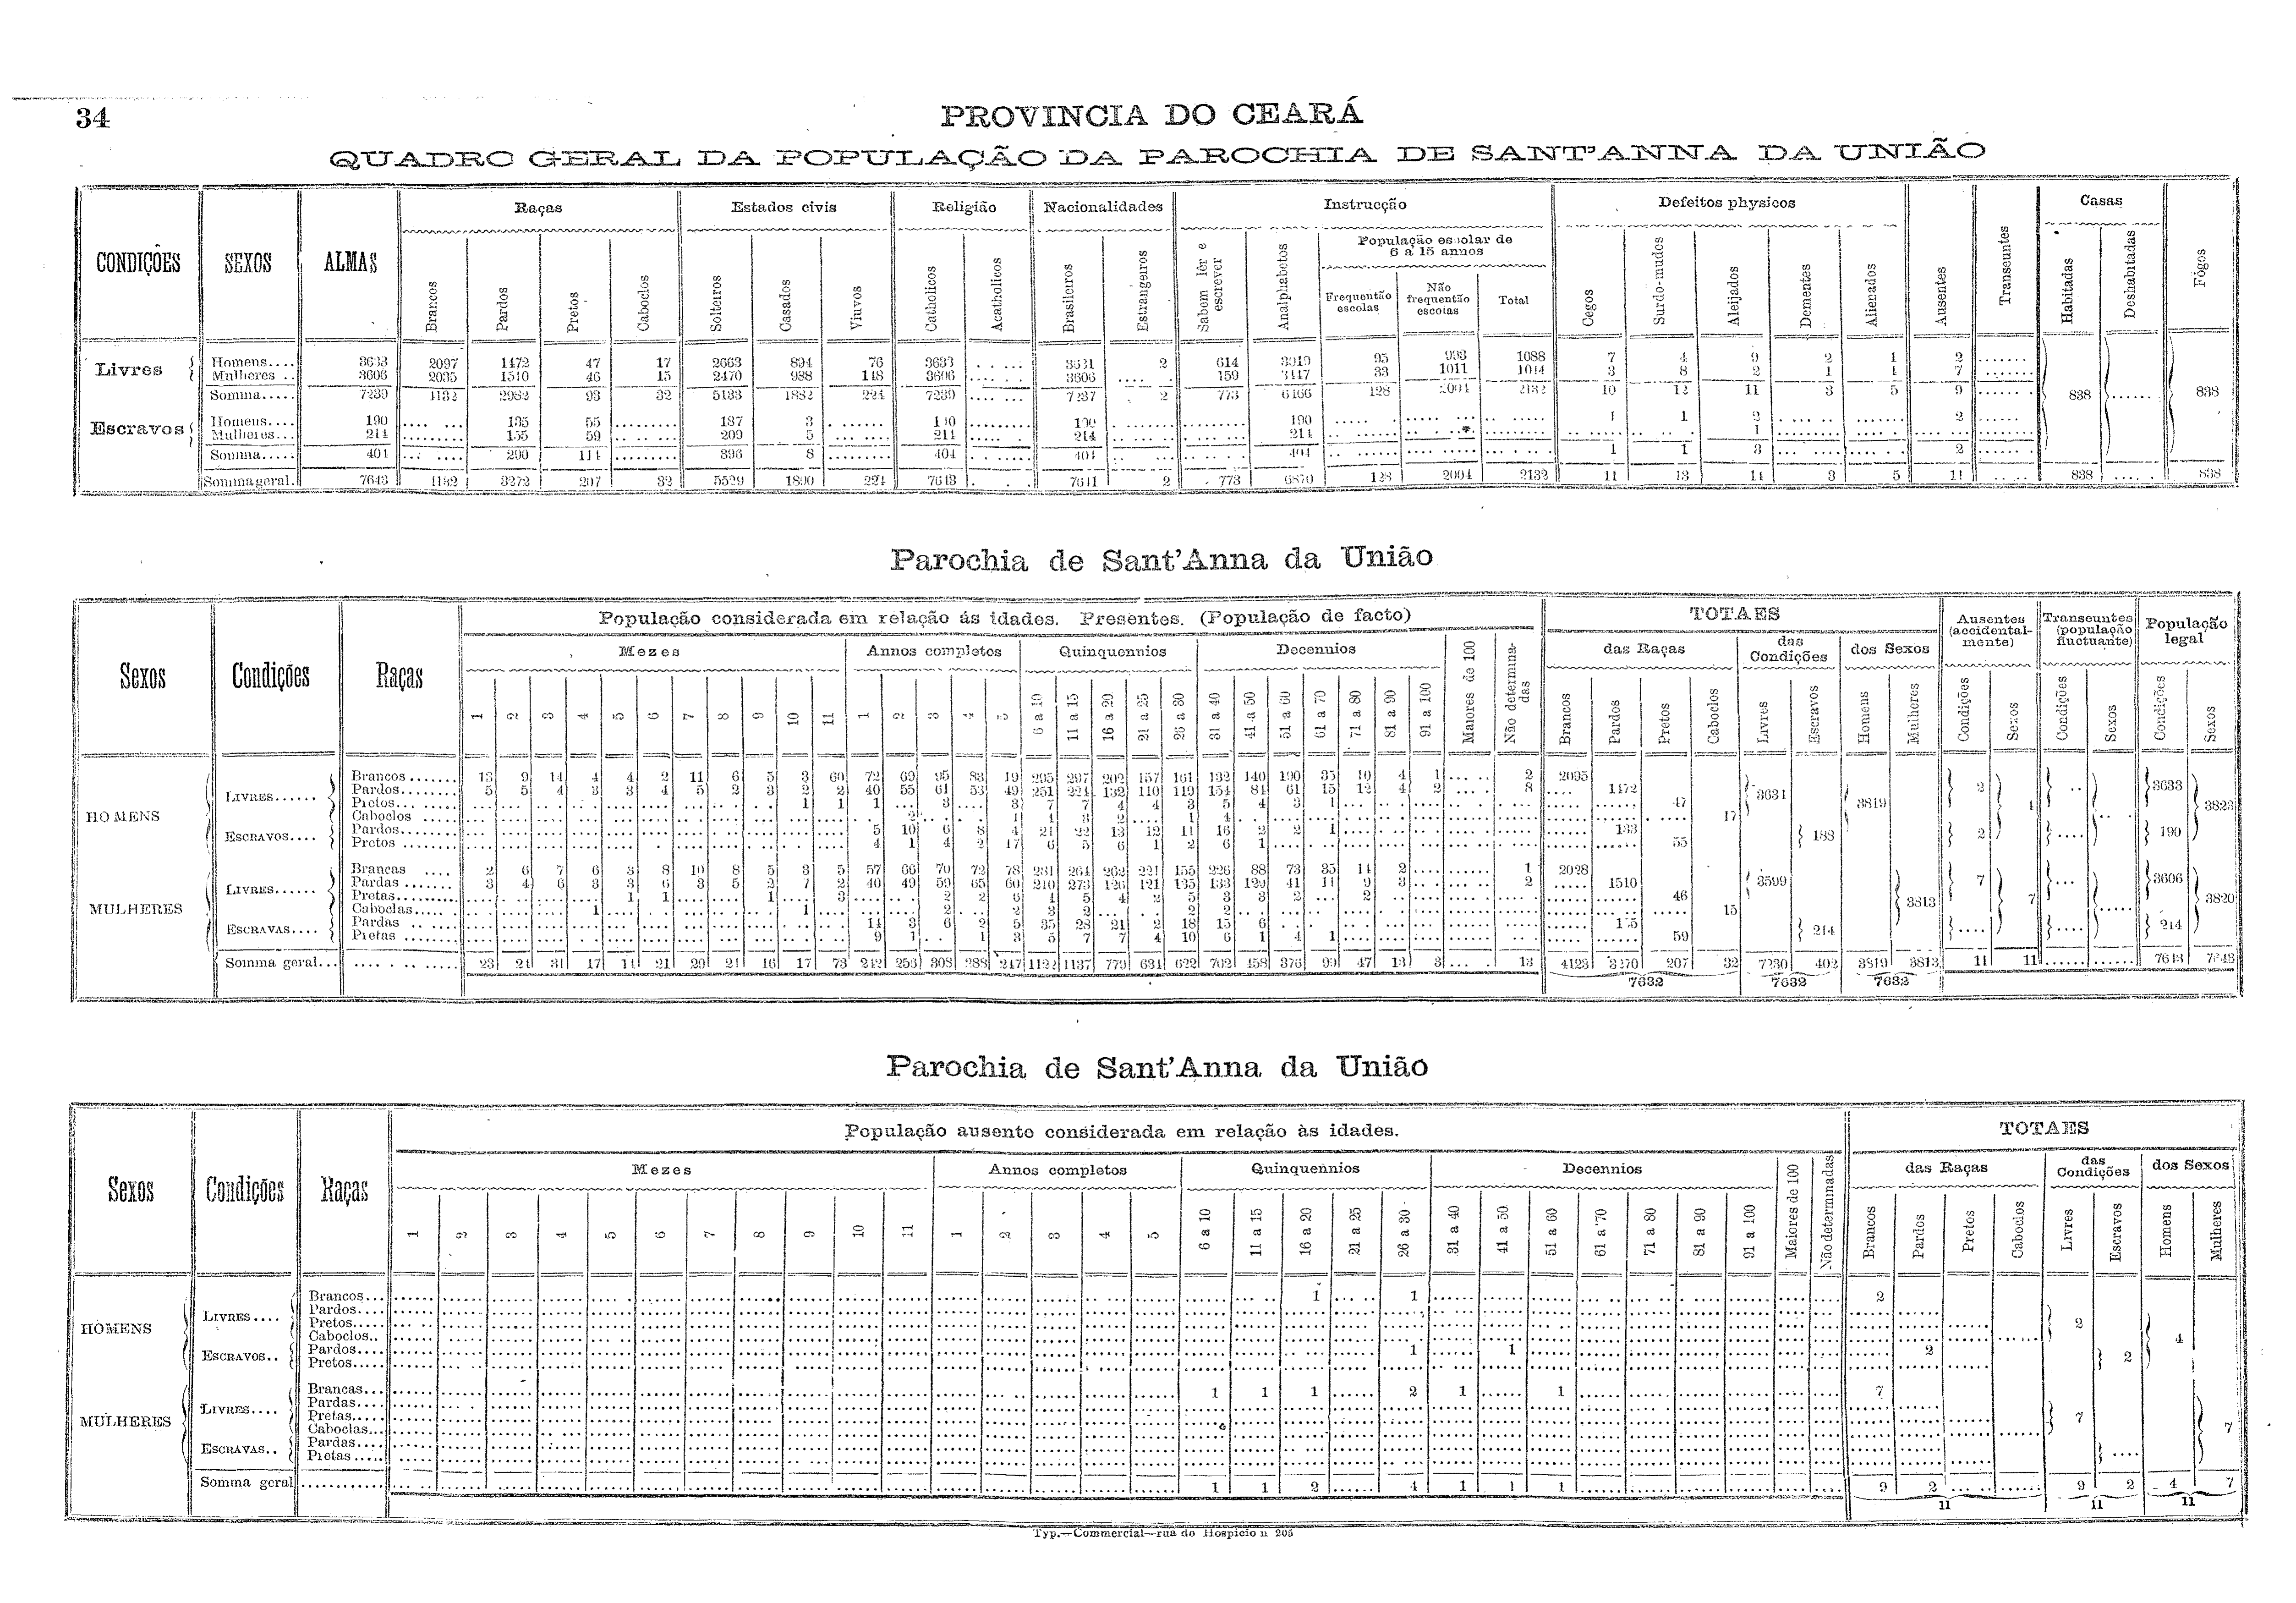 34
PROVINCIA DO CEARÁ
QUADRO GERAL DA POPULAÇÃO DA PAROCHIA DE SANT'ANNA DA UNIÃO
CONDIÇÕES SEXOS ALMAS Raças Estados civis Religião Nacionalidades Instrucção Defeitos physicos Ausentes Transeuntes Casas Fógos
População escolar de 6 a 15 annos
Brancos Pardos Pretos Caboclos Solteiros Casados Viuvos Catholicos Acatholicos Brasileiros Estrangeiros Sabem lêr e escrever Analphabetos Frequentão escolas Não frequentão escolas Total Cegos Surdo-mudos Aleijados Dementes Alienados Habitadas Deshabitadas
Livres Homens.... 3633 2097 1472 47 17 2663 894 76 3633 3631 2 614 3019 95 993 1088 7 4 9 2 1 2
Mulheres .. 3606 2035 1510 46 15 2470 988 148 3606 3606 159 3447 33 1011 1044 3 8 2 1 4 7
Somma..... 7239 4132 2982 93 32 5133 1882 224 7239 7237 2 773 6466 128 2004 2132 10 12 11 3 5 9 838 838
Escravos Homens.... 190 135 55 187 3 190 190 190 1 1 2 2
Mulheres... 214 155 59 209 5 214 214 214 1
Somma..... 404 290 114 396 8 404 404 404 1 1 3 2
Somma geral. 7643 4132 3272 207 32 5529 1890 224 7643 7641 2 773 6870 128 2004 2132 11 13 14 3 5 11 838 838
Parochia de Sant'Anna da União
Sexos Condições Raças População considerada em relação ás idades. Presentes. (População de facto) TOTAES Ausentes (accidentalmente) Transeuntes (população fluctuante) População legal
Mezes Annos completos Quinquennios Decennios Maiores de 100 Não determinadas das Raças das Condições dos Sexos
1 2 3 4 5 6 7 8 9 10 11 1 2 3 4 5 6 a 10 11 a 15 16 a 20 21 a 25 26 a 30 31 a 40 41 a 50 51 a 60 61 a 70 71 a 80 81 a 90 91 a 100 Brancos Pardos Pretos Caboclos Livres Escravos Homens Mulheres Condições Sexos Condições Sexos Condições Sexos
HOMENS
LIVRES......
Brancos....... 13 9 14 4 4 2 11 6 5 3 60 72 69 95 83 19 295 297 202 157 161 132 140 190 35 10 4 1 2 2095
Pardos........ 5 5 4 3 3 4 5 2 3 2 2 40 55 61 53 49 251 224 132 110 119 154 84 61 15 12 4 2 8 1472
3631 2 3633
Pretos... 1 1 1 3 3 7 7 4 4 3 5 4 3 1 47
3819 4 3823
Caboclos .... 2 1 4 3 2 1 4 17
ESCRAVOS....
Pardos....... 5 10 6 8 4 21 22 13 12 11 16 2 2 1 133
188 2 190
Pretos ....... 4 1 4 2 17 6 5 6 1 2 6 1 55
MULHERES
LIVRES......
Brancas .... 2 6 7 6 3 8 10 8 5 3 5 57 66 70 72 78 231 264 262 221 155 226 88 73 35 14 2 1 2028
Pardas ....... 3 4 6 3 3 6 3 5 2 7 2 40 49 59 65 60 210 273 126 121 135 133 129 41 11 9 3 2 1510
3599 7 3606
Pretas.......... 1 1 1 3 2 2 6 4 5 4 2 5 3 3 2 2 46
3813 7 3820
Caboclas..... 1 1 2 2 3 2 2 2 15
ESCRAVAS....
Pardas 14 3 6 2 5 35 28 21 2 18 15 6 155
214 214
Pretas ....... 9 1 1 3 5 7 7 4 10 6 1 4 1 59
Somma geral... 23 24 31 17 14 21 29 21 16 17 73 242 256 308 288 247 1122 1137 779 634 622 702 458 376 99 47 13 3 13 4123 3270 207 32 7230 402 3819 3813 11 11 7643 7643
7632 7632 7632
Parochia de Sant'Anna da União
Sexos Condições Raças População ausente considerada em relação às idades. TOTAES
Mezes Annos completos Quinquennios Decennios Maiores de 100 Não determinadas das Raças das Condições dos Sexos
1 2 3 4 5 6 7 8 9 10 11 1 2 3 4 5 6 a 10 11 a 15 16 a 20 21 a 25 26 a 30 31 a 40 41 a 50 51 a 60 61 a 70 71 a 80 81 a 90 91 a 100 Brancos Pardos Pretos Caboclos Livres Escravos Homens Mulheres
HOMENS
LIVRES....
Brancos... 1 1 2
Pardos....
Pretos..... 2
Caboclos.. 4
ESCRAVOS..
Pardos.... 1 1 2
Pretos..... 2
MULHERES
LIVRES....
Brancas... 1 1 1 2 1 1 7
Pardas....
Pretas..... 7
Caboclas... 7
ESCRAVAS..
Pardas....
Pretas.....
Somma geral 1 1 2 4 1 1 1 9 2 9 2 4 7
11 11 11
Typ.—Commercial—rua do Hospicio n 205